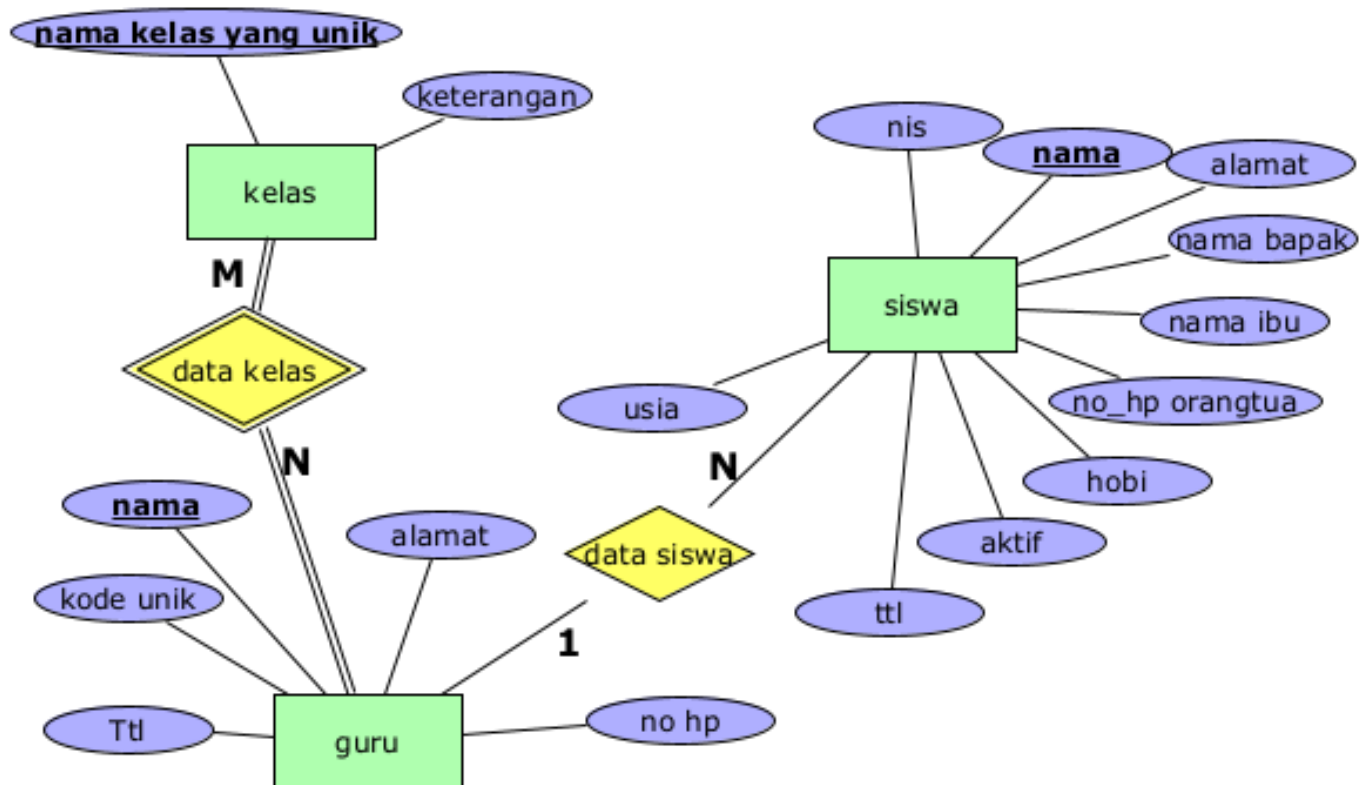 nama kelas yang unik
keterangan
kelas
M
data kelas
N
nama
kode unik
Ttl
guru
alamat
no hp
1
data siswa
N
siswa
nis
nama
alamat
nama bapak
nama ibu
no_hp orangtua
hobi
aktif
ttl
usia